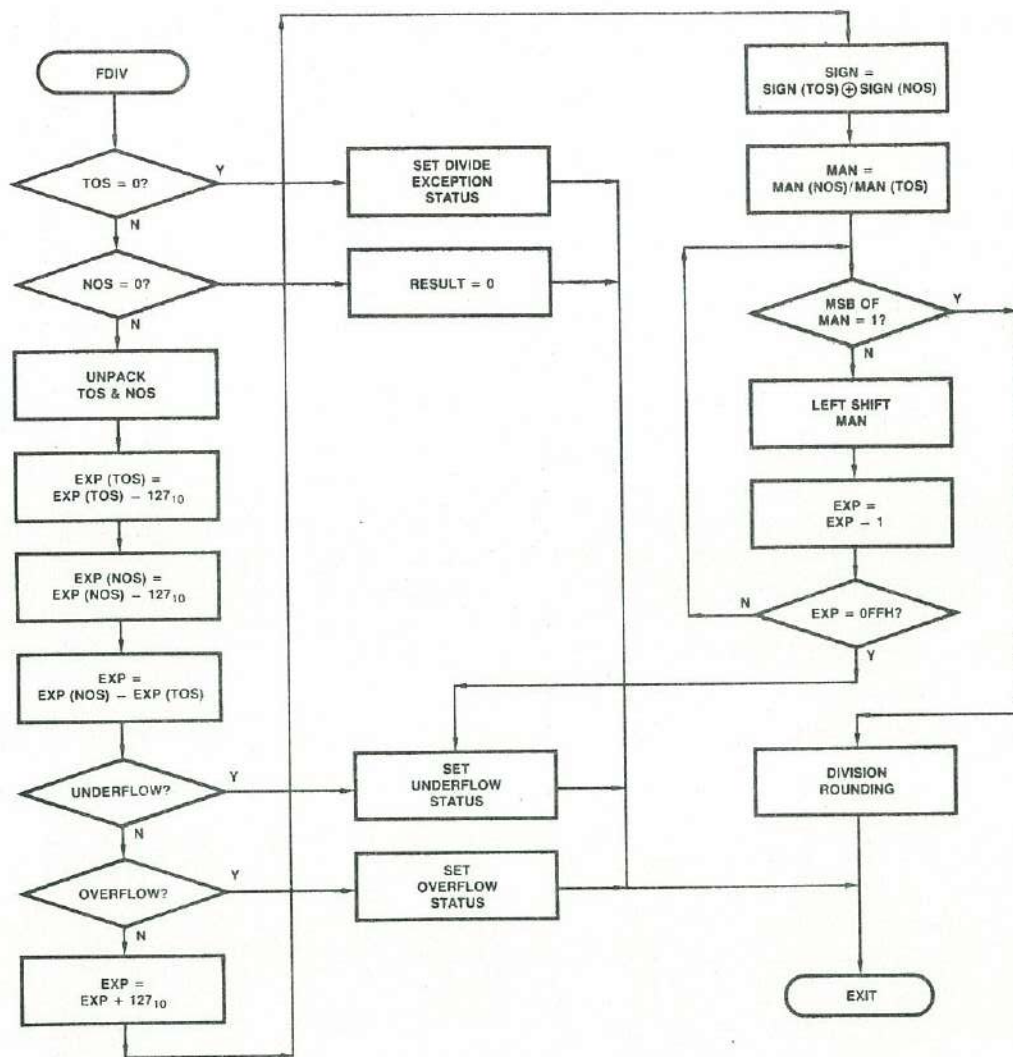 FDIV
TOS = 0?
Y
N
SET DIVIDE
EXCEPTION
STATUS
NOS = 0?
N
RESULT = 0
UNPACK
TOS & NOS
EXP (TOS) =
EXP (TOS) – 127₁₀
EXP (NOS) =
EXP (NOS) – 127₁₀
EXP =
EXP (NOS) – EXP (TOS)
UNDERFLOW?
Y
N
SET
UNDERFLOW
STATUS
OVERFLOW?
Y
N
SET
OVERFLOW
STATUS
EXP =
EXP + 127₁₀
SIGN =
SIGN (TOS) ⊕ SIGN (NOS)
MAN =
MAN (NOS)/MAN (TOS)
MSB OF
MAN = 1?
Y
N
LEFT SHIFT
MAN
EXP =
EXP – 1
EXP = 0FFH?
N
Y
DIVISION
ROUNDING
EXIT